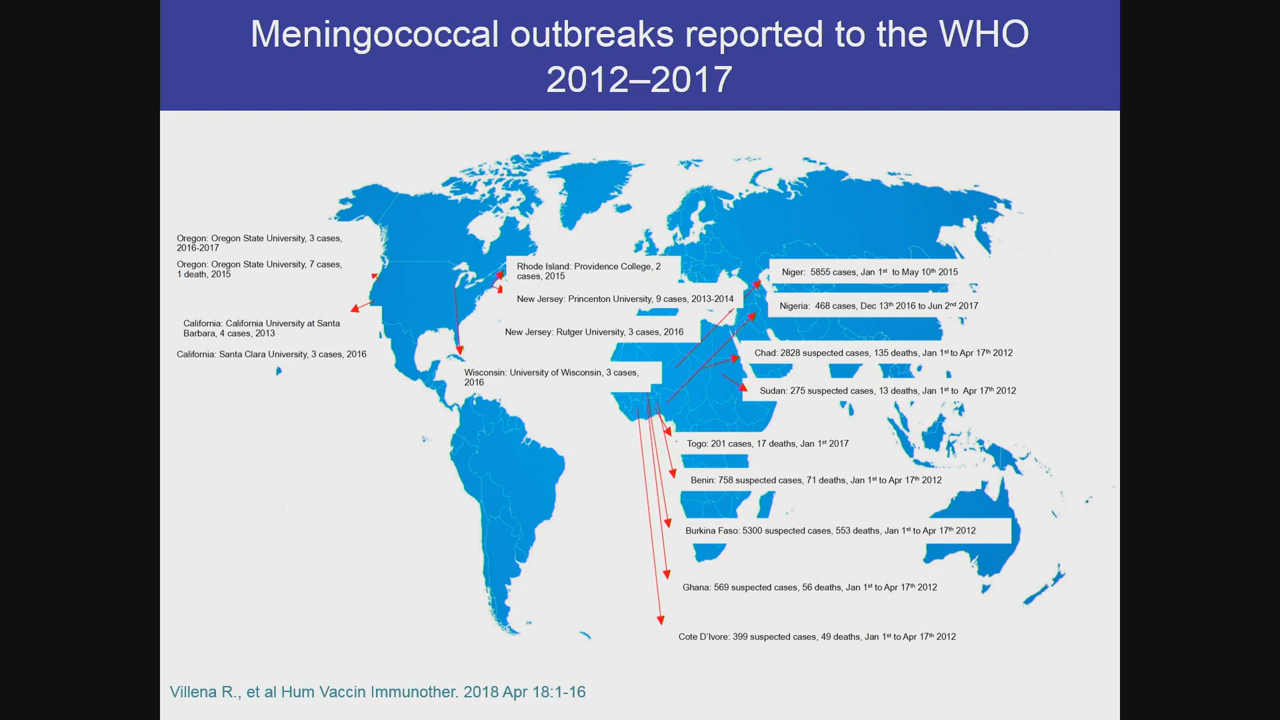 Meningococcal outbreaks reported to the WHO
2012–2017
Oregon: Oregon State University, 3 cases,
2016-2017
Oregon: Oregon State University, 7 cases,
1 death, 2015
California: California University at Santa
Barbara, 4 cases, 2013
California: Santa Clara University, 3 cases, 2016
Rhode Island: Providence College, 2
cases, 2015
New Jersey: Princenton University, 9 cases, 2013-2014
New Jersey: Rutger University, 3 cases, 2016
Wisconsin: University of Wisconsin, 3 cases,
2016
Niger: 5855 cases, Jan 1st to May 10th 2015
Nigeria: 468 cases, Dec 13th 2016 to Jun 2nd 2017
Chad: 2828 suspected cases, 135 deaths, Jan 1st to Apr 17th 2012
Sudan: 275 suspected cases, 13 deaths, Jan 1st to Apr 17th 2012
Togo: 201 cases, 17 deaths, Jan 1st 2017
Benin: 758 suspected cases, 71 deaths, Jan 1st to Apr 17th 2012
Burkina Faso: 5300 suspected cases, 553 deaths, Jan 1st to Apr 17th 2012
Ghana: 569 suspected cases, 56 deaths, Jan 1st to Apr 17th 2012
Cote D'Ivore: 399 suspected cases, 49 deaths, Jan 1st to Apr 17th 2012
Villena R., et al Hum Vaccin Immunother. 2018 Apr 18:1-16